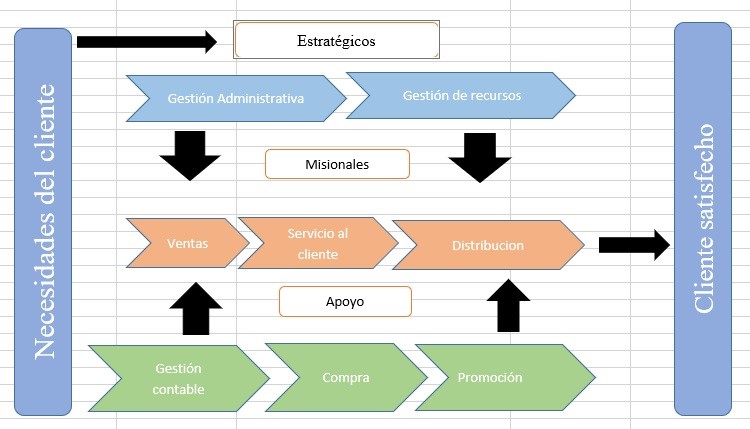 Necesidades del cliente
Estratégicos
Gestión Administrativa
Gestión de recursos
Misionales
Ventas
Servicio al
cliente
Distribucion
Apoyo
Gestión
contable
Compra
Promoción
Cliente satisfecho